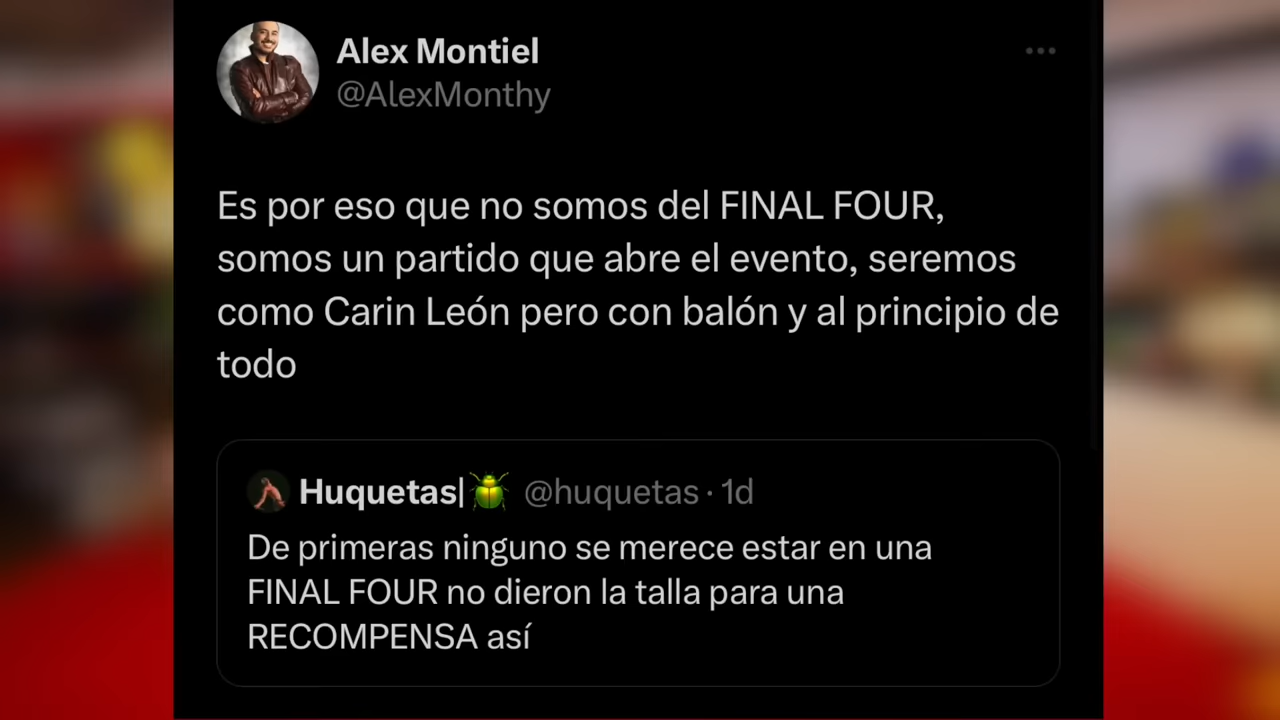 Alex Montiel
@AlexMonthy
Es por eso que no somos del FINAL FOUR,
somos un partido que abre el evento, seremos
como Carin León pero con balón y al principio de
todo
Huquetas|🪲 @huquetas · 1d
De primeras ninguno se merece estar en una
FINAL FOUR no dieron la talla para una
RECOMPENSA así